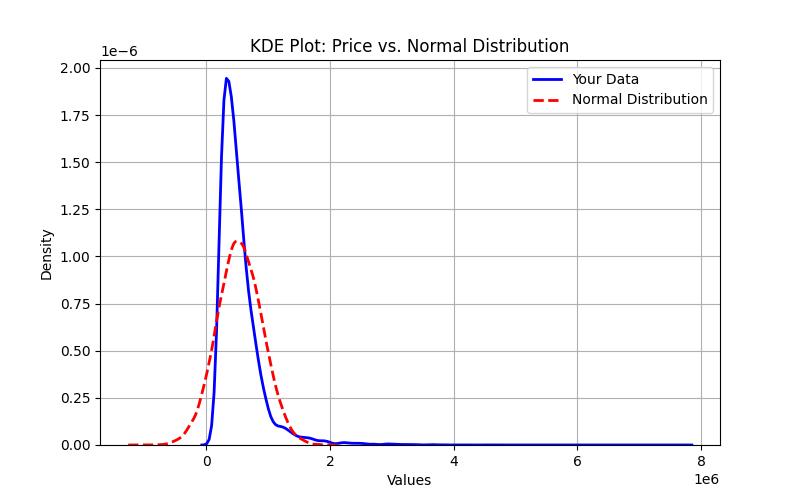 KDE Plot: Price vs. Normal Distribution
1e−6
2.00
1.75
1.50
1.25
1.00
0.75
0.50
0.25
0.00
Density
Your Data
Normal Distribution
0 2 4 6 8
1e6
Values